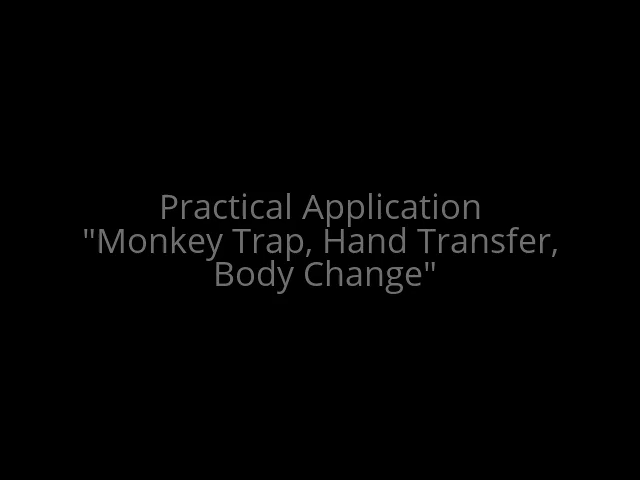 Practical Application
"Monkey Trap, Hand Transfer,
Body Change"